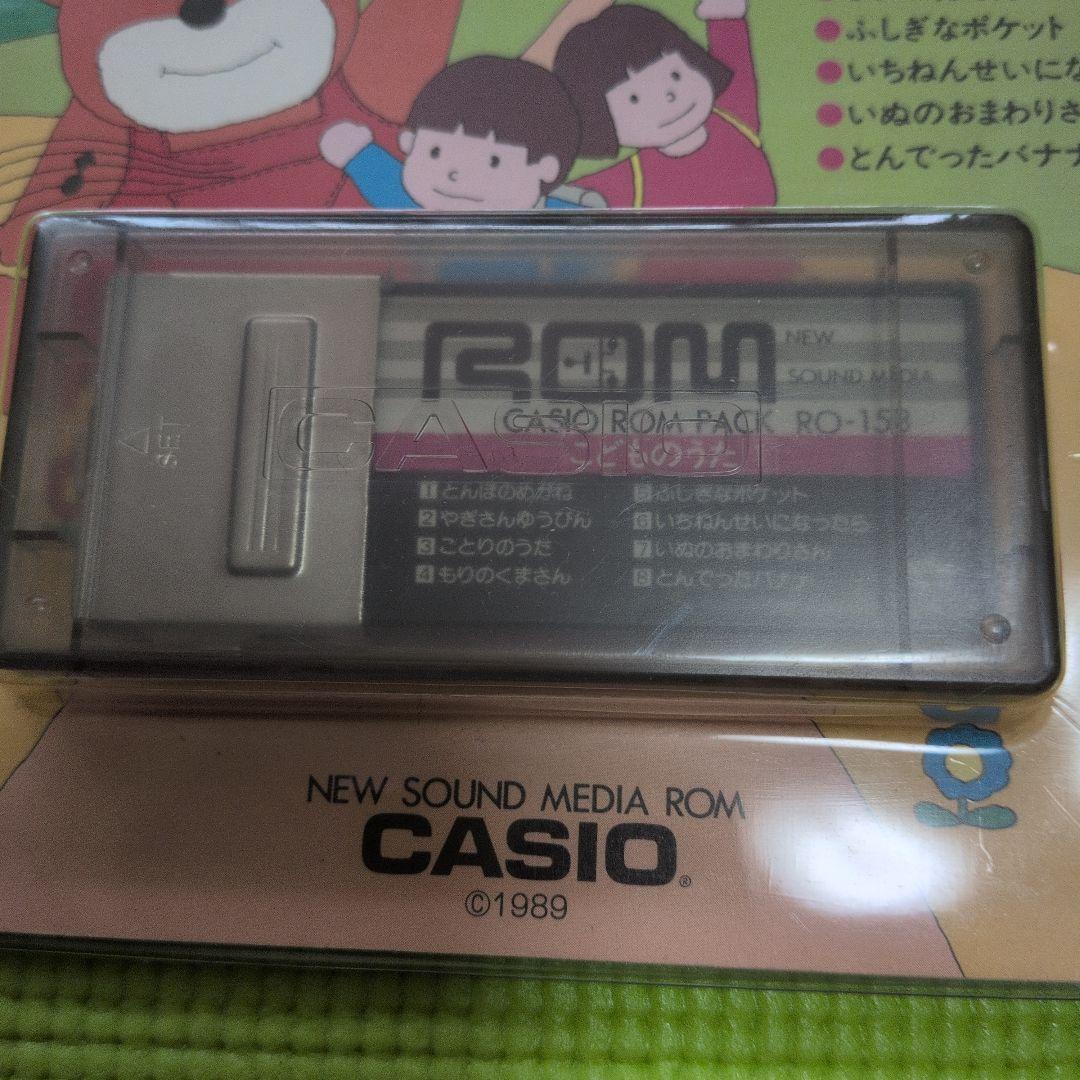 ●ふしぎなポケット
●いちねんせいにな
●いぬのおまわりさ
●とんでったバナナ
SET
ROM
NEW
SOUND MEDIA
CASIO
CASIO ROM PACK RO-158
こどものうた
1 とんぼのめがね
2 やぎさんゆうびん
3 ことりのうた
4 もりのくまさん
5 ふしぎなポケット
6 いちねんせいになったら
7 いぬのおまわりさん
8 とんでったバナナ
NEW SOUND MEDIA ROM
CASIO®
©1989